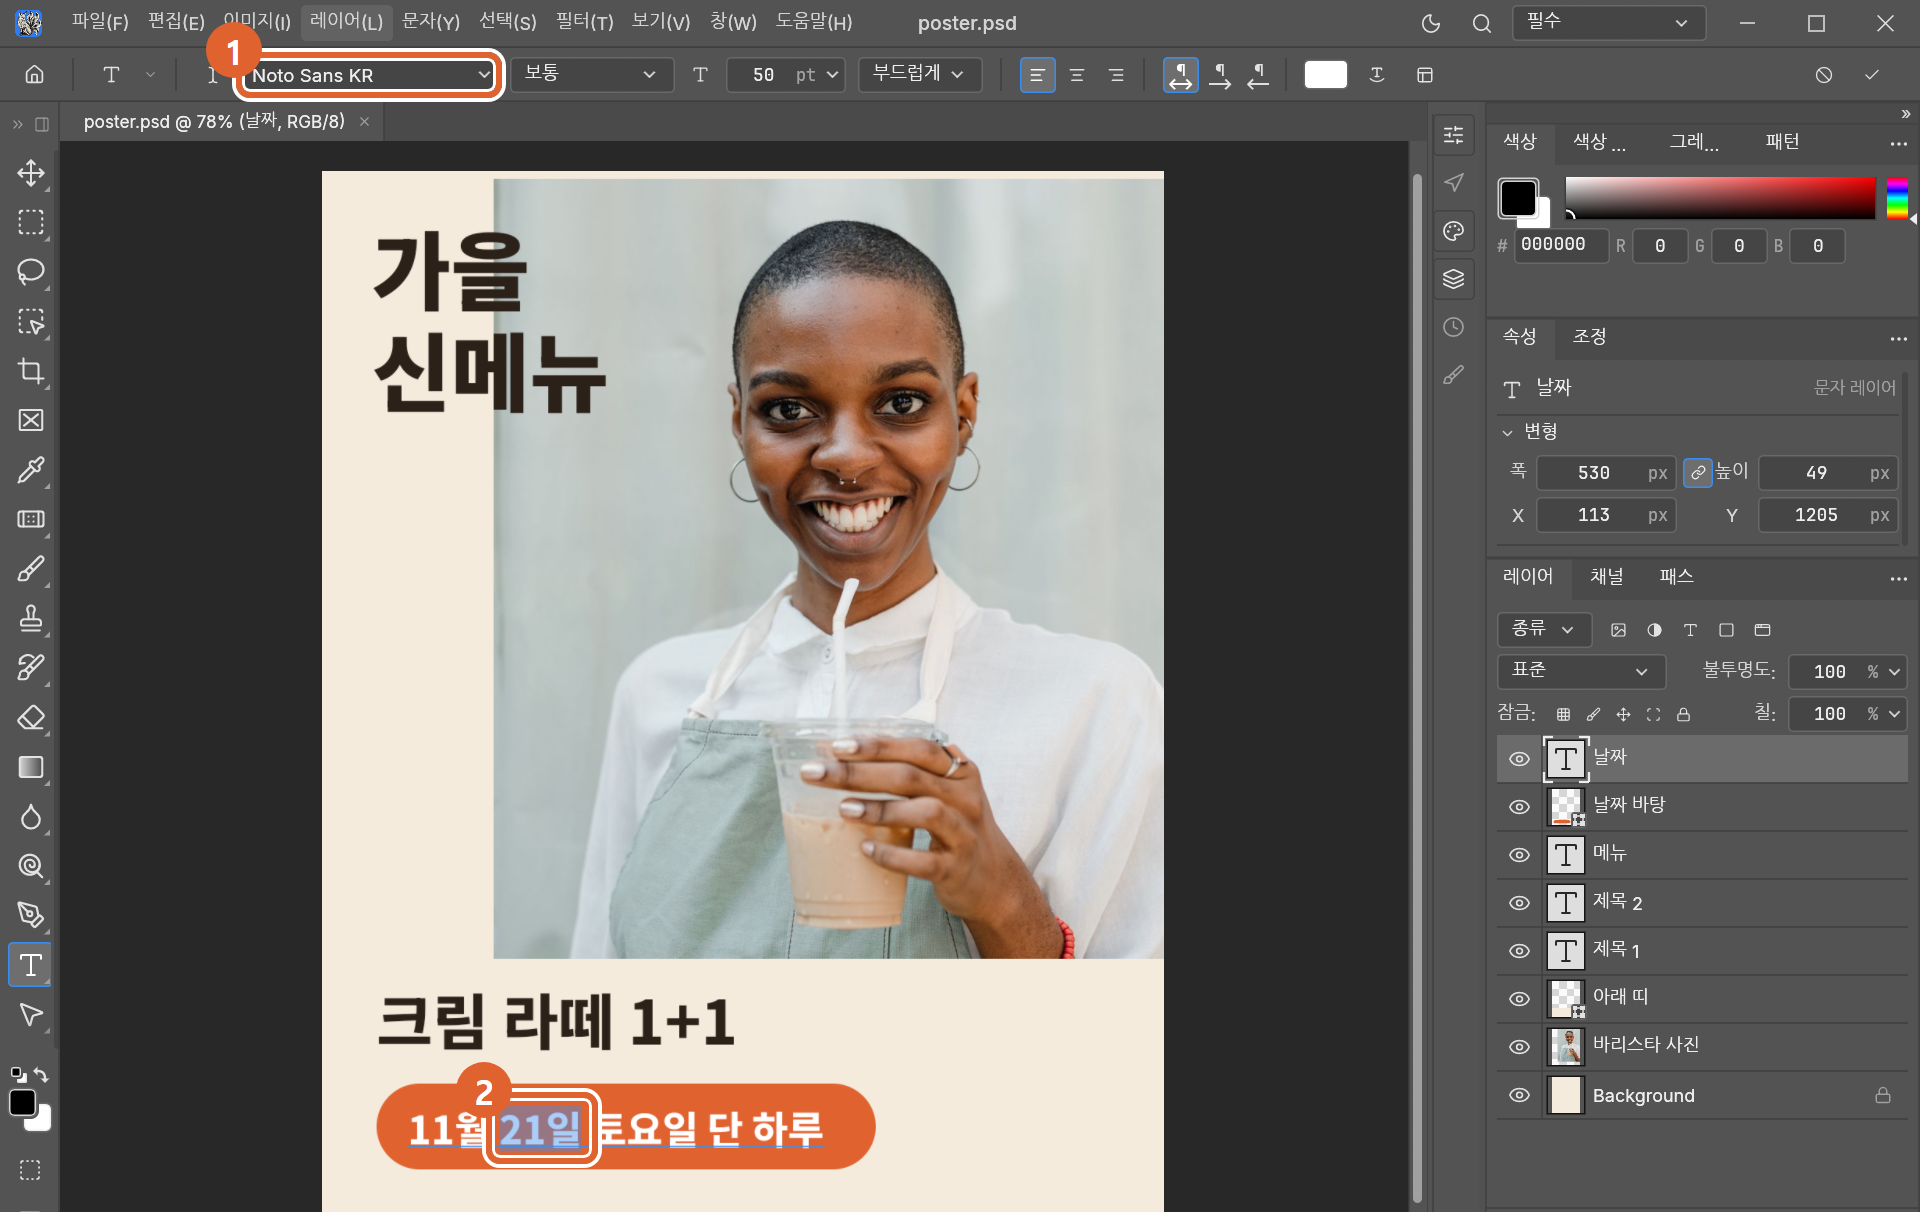 파일(F) 편집(E) 이미지(I) 레이어(L) 문자(Y) 선택(S) 필터(T) 보기(V) 창(W) 도움말(H) poster.psd 필수
1
Noto Sans KR 보통 50 pt 부드럽게
poster.psd @ 78% (날짜, RGB/8)
색상 색상 ... 그레... 패턴
# 000000 R 0 G 0 B 0
속성 조정
날짜 문자 레이어
변형
폭 530 px 높이 49 px
X 113 px Y 1205 px
레이어 채널 패스
종류
표준 불투명도: 100 %
잠금: 칠: 100 %
날짜
날짜 바탕
메뉴
제목 2
제목 1
아래 띠
바리스타 사진
Background
가을
신메뉴
크림 라떼 1+1
2
11월 21일 토요일 단 하루